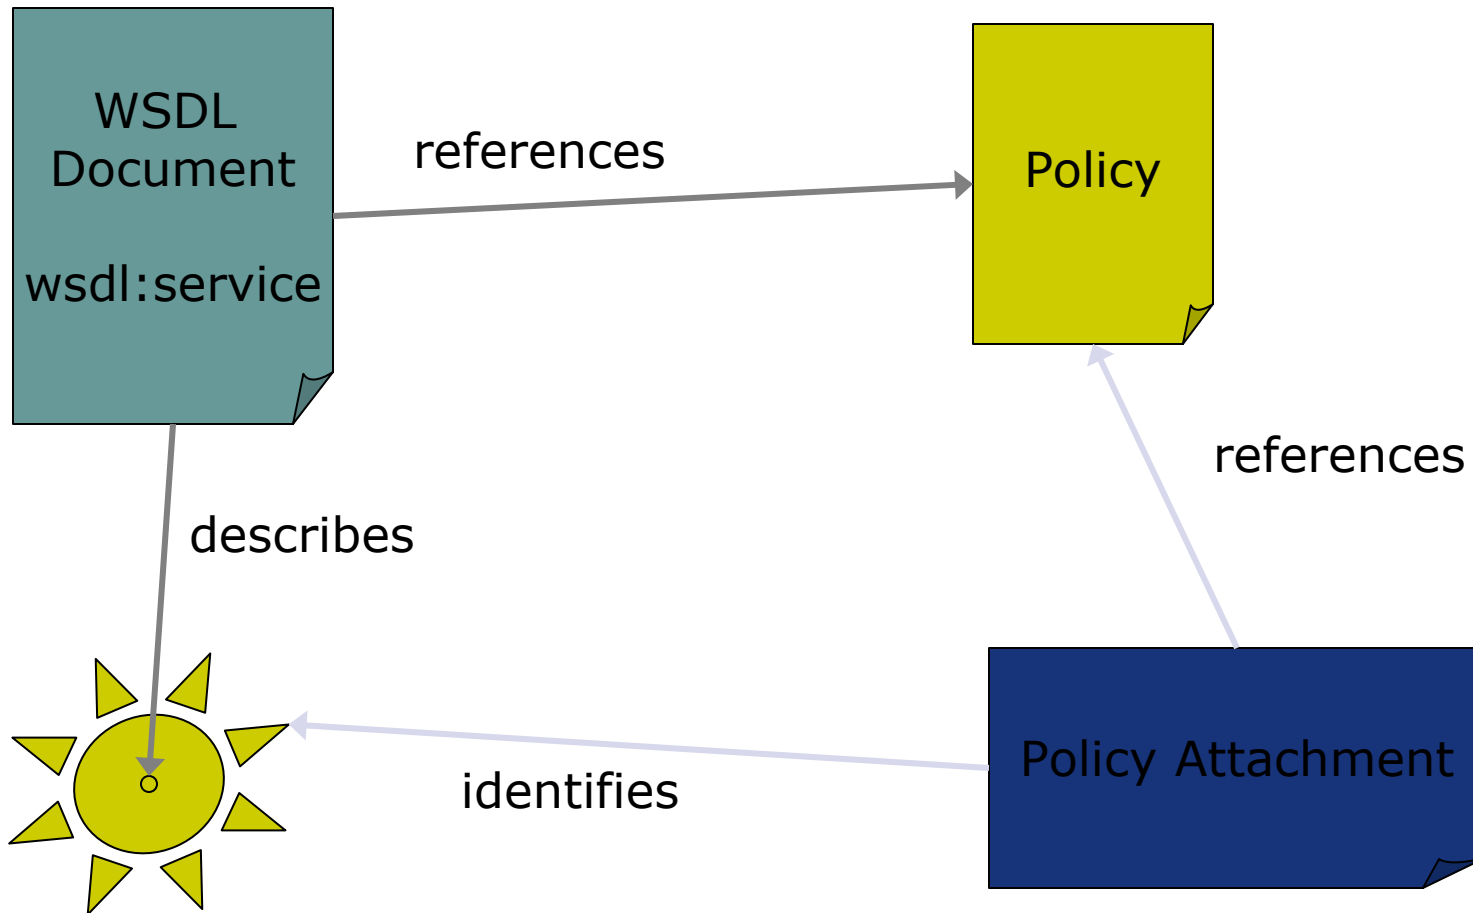 WSDL
Document
wsdl:service
references
Policy
references
describes
identifies
Policy Attachment